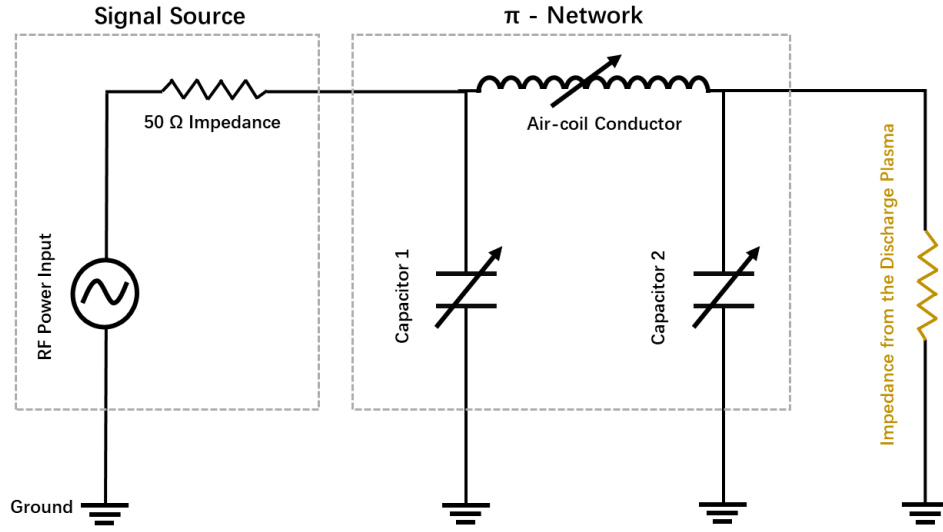 Signal Source
π - Network
50 Ω Impedance
Air-coil Conductor
RF Power Input
Capacitor 1
Capacitor 2
Impedance from the Discharge Plasma
Ground